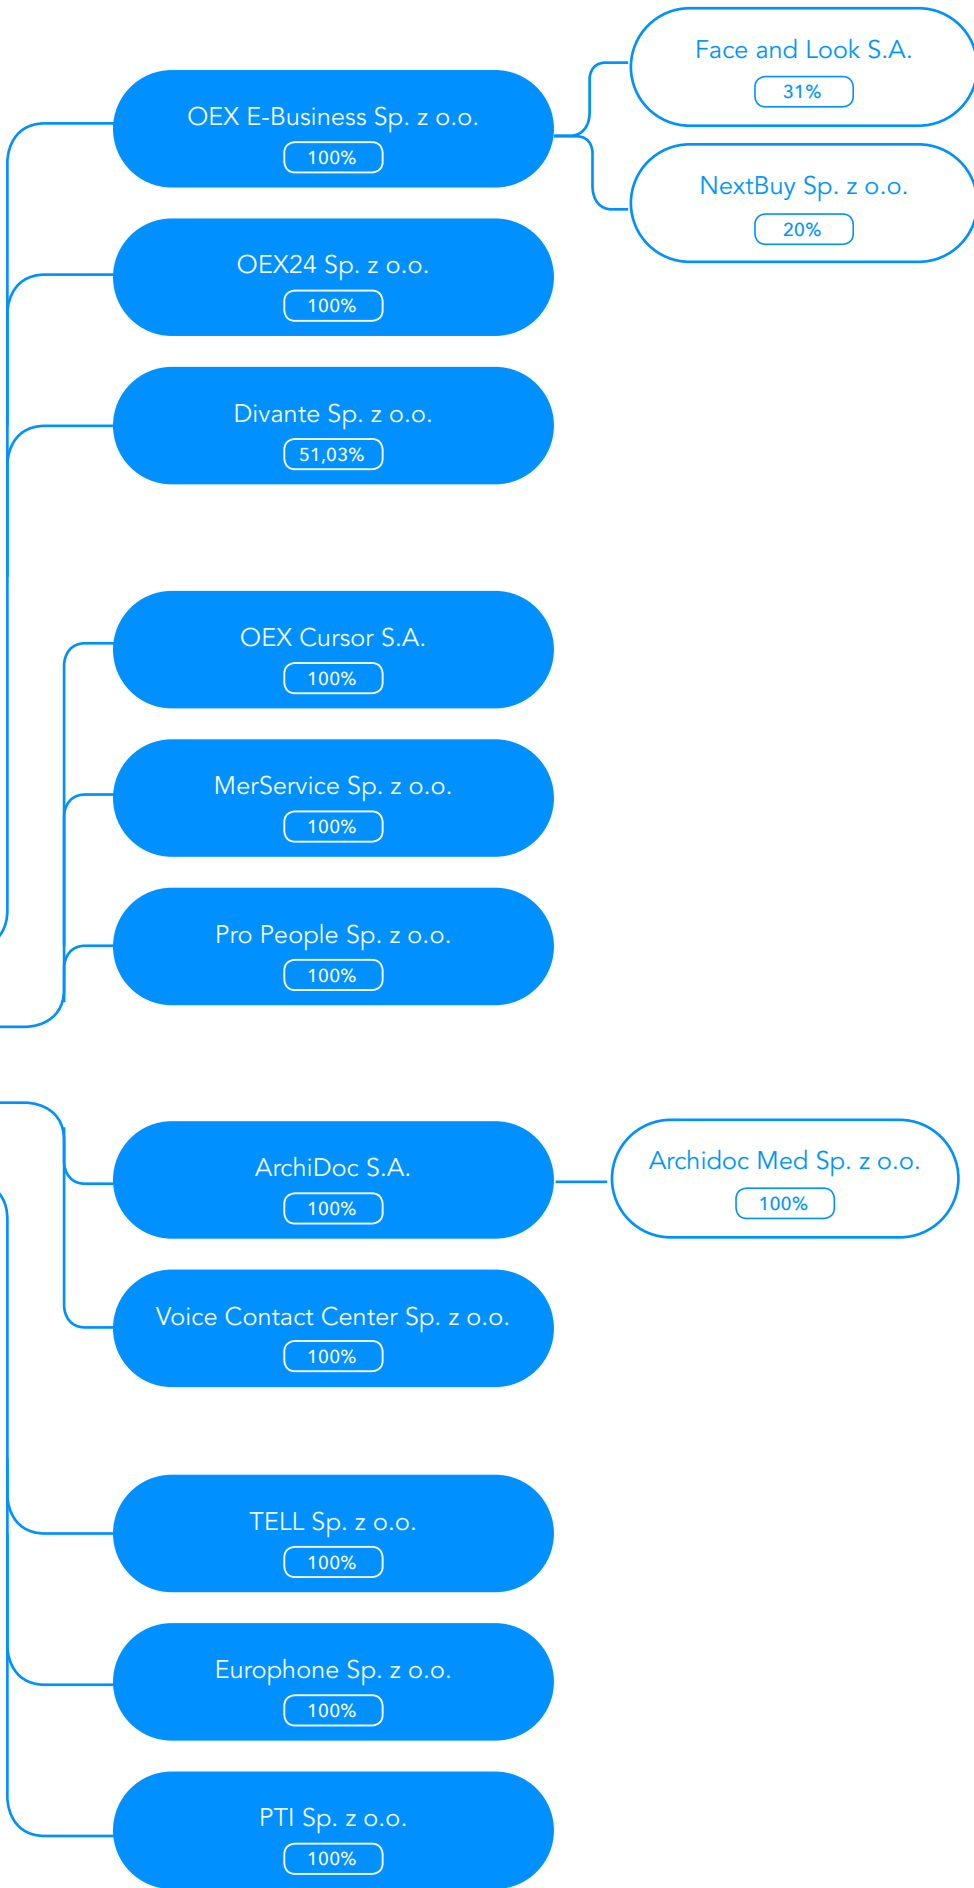 OEX E-Business Sp. z o.o.
100%
Face and Look S.A.
31%
NextBuy Sp. z o.o.
20%
OEX24 Sp. z o.o.
100%
Divante Sp. z o.o.
51,03%
OEX Cursor S.A.
100%
MerService Sp. z o.o.
100%
Pro People Sp. z o.o.
100%
ArchiDoc S.A.
100%
Archidoc Med Sp. z o.o.
100%
Voice Contact Center Sp. z o.o.
100%
TELL Sp. z o.o.
100%
Europhone Sp. z o.o.
100%
PTI Sp. z o.o.
100%